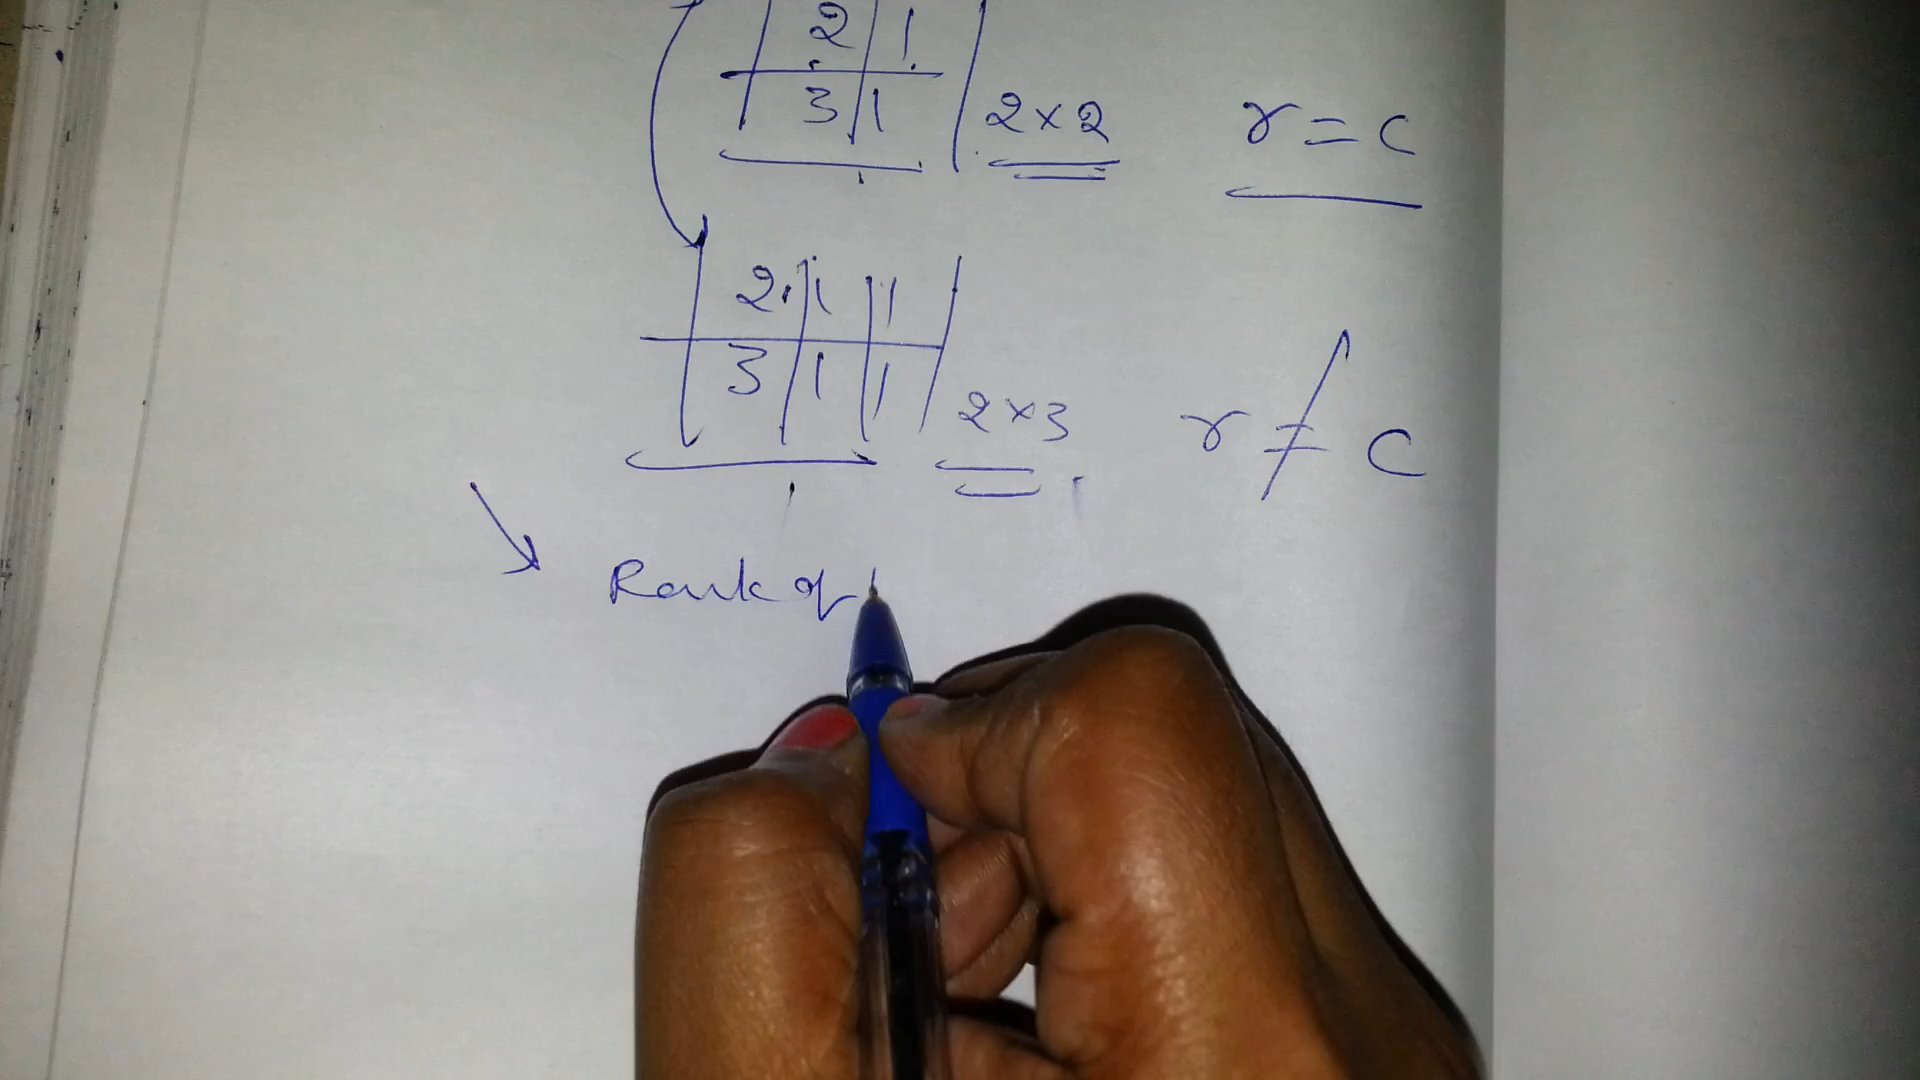 2 1
3 1 2×2 r = c
2 1 1
3 1 1 2×3 r ≠ c
Rank of